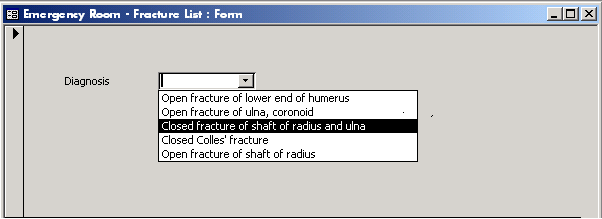 Emergency Room - Fracture List : Form
Diagnosis
Open fracture of lower end of humerus
Open fracture of ulna, coronoid
Closed fracture of shaft of radius and ulna
Closed Colles' fracture
Open fracture of shaft of radius